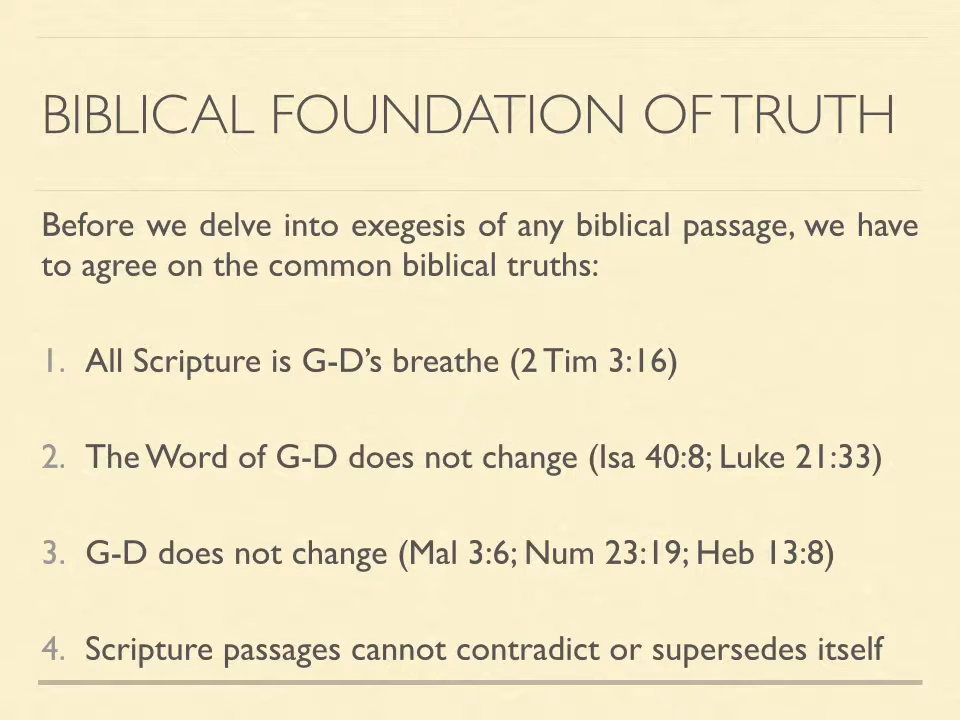 BIBLICAL FOUNDATION OF TRUTH
Before we delve into exegesis of any biblical passage, we have
to agree on the common biblical truths:
1. All Scripture is G-D’s breathe (2 Tim 3:16)
2. The Word of G-D does not change (Isa 40:8; Luke 21:33)
3. G-D does not change (Mal 3:6; Num 23:19; Heb 13:8)
4. Scripture passages cannot contradict or supersedes itself